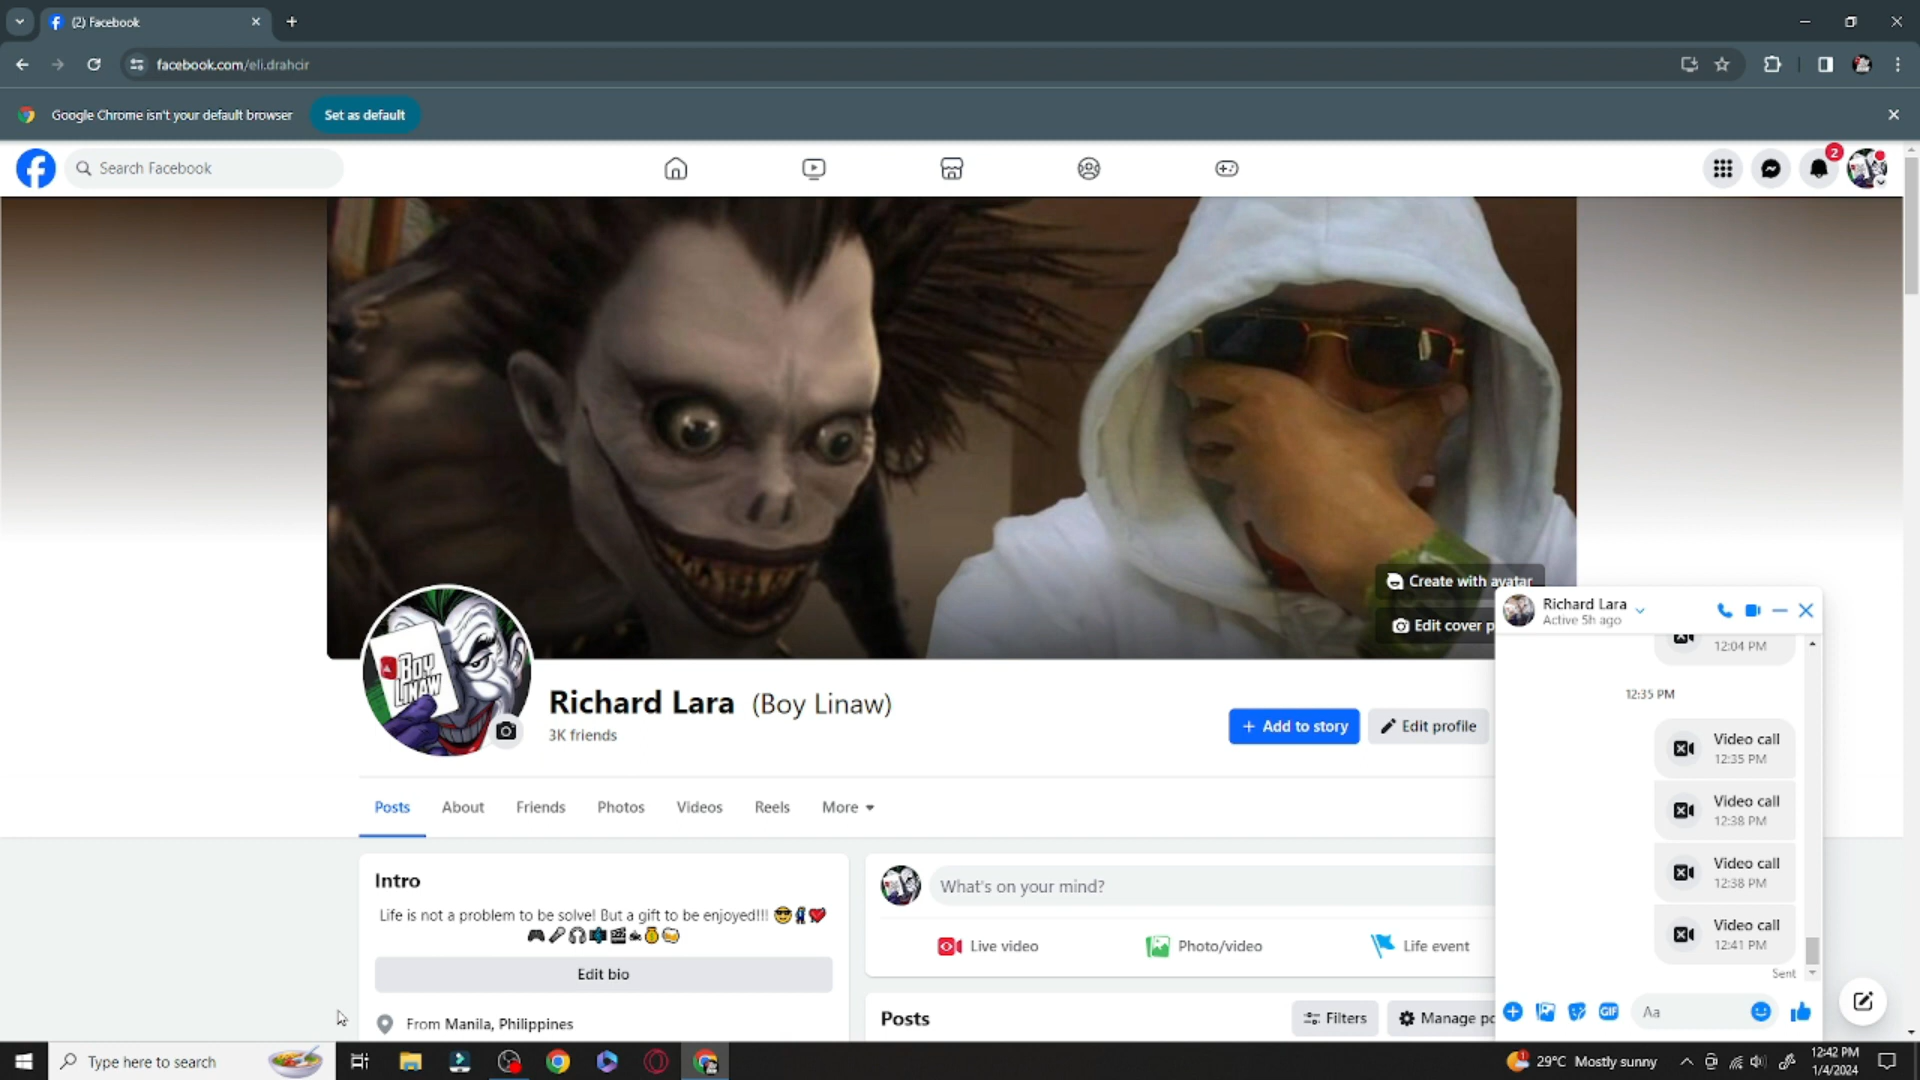 (2) Facebook
facebook.com/eli.drahcir
Google Chrome isn't your default browser
Set as default
Search Facebook
2
Create with avatar
Edit cover p
BOY
LINAW
Richard Lara (Boy Linaw)
3K friends
+ Add to story
Edit profile
Posts
About
Friends
Photos
Videos
Reels
More
Intro
Life is not a problem to be solve! But a gift to be enjoyed!!! 😎
Edit bio
From Manila, Philippines
What's on your mind?
Live video
Photo/video
Life event
Posts
Filters
Manage po
Richard Lara
Active 5h ago
12:04 PM
12:35 PM
Video call
12:35 PM
Video call
12:38 PM
Video call
12:38 PM
Video call
12:41 PM
Sent
GIF
Aa
Type here to search
29°C Mostly sunny
12:42 PM
1/4/2024